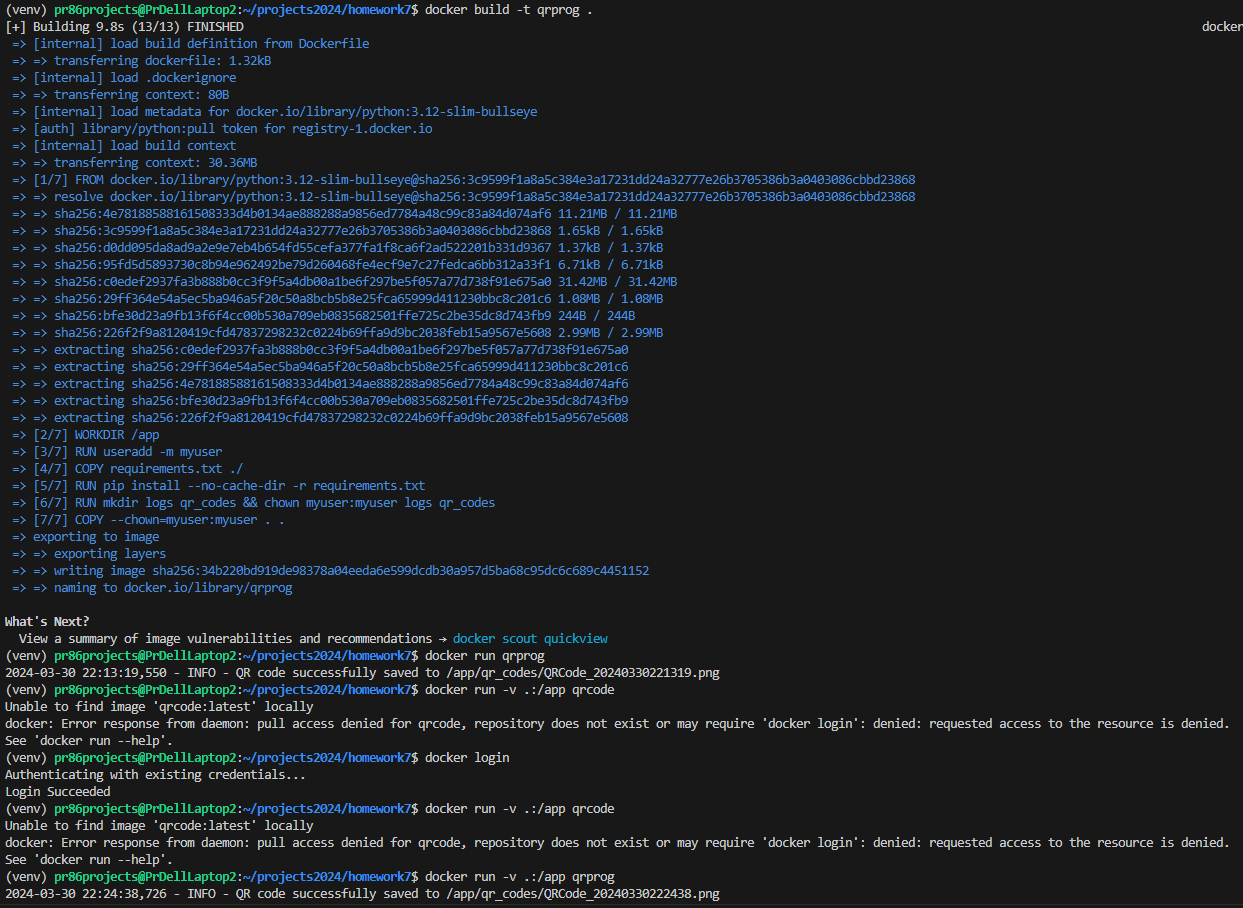 (venv) pr86projects@PrDellLaptop2:~/projects2024/homework7$ docker build -t qrprog .
[+] Building 9.8s (13/13) FINISHED docker
=> [internal] load build definition from Dockerfile
=> => transferring dockerfile: 1.32kB
=> [internal] load .dockerignore
=> => transferring context: 80B
=> [internal] load metadata for docker.io/library/python:3.12-slim-bullseye
=> [auth] library/python:pull token for registry-1.docker.io
=> [internal] load build context
=> => transferring context: 30.36MB
=> [1/7] FROM docker.io/library/python:3.12-slim-bullseye@sha256:3c9599f1a8a5c384e3a17231dd24a32777e26b3705386b3a0403086cbbd23868
=> => resolve docker.io/library/python:3.12-slim-bullseye@sha256:3c9599f1a8a5c384e3a17231dd24a32777e26b3705386b3a0403086cbbd23868
=> => sha256:4e78188588161508333d4b0134ae888288a9856ed7784a48c99c83a84d074af6 11.21MB / 11.21MB
=> => sha256:3c9599f1a8a5c384e3a17231dd24a32777e26b3705386b3a0403086cbbd23868 1.65kB / 1.65kB
=> => sha256:d0dd095da8ad9a2e9e7eb4b654fd55cefa377fa1f8ca6f2ad522201b331d9367 1.37kB / 1.37kB
=> => sha256:95fd5d5893730c8b94e962492be79d260468fe4ecf9e7c27fedca6bb312a33f1 6.71kB / 6.71kB
=> => sha256:c0edef2937fa3b888b0cc3f9f5a4db00a1be6f297be5f057a77d738f91e675a0 31.42MB / 31.42MB
=> => sha256:29ff364e54a5ec5ba946a5f20c50a8bcb5b8e25fca65999d411230bbc8c201c6 1.08MB / 1.08MB
=> => sha256:bfe30d23a9fb13f6f4cc00b530a709eb0835682501ffe725c2be35dc8d743fb9 244B / 244B
=> => sha256:226f2f9a8120419cfd47837298232c0224b69ffa9d9bc2038feb15a9567e5608 2.99MB / 2.99MB
=> => extracting sha256:c0edef2937fa3b888b0cc3f9f5a4db00a1be6f297be5f057a77d738f91e675a0
=> => extracting sha256:29ff364e54a5ec5ba946a5f20c50a8bcb5b8e25fca65999d411230bbc8c201c6
=> => extracting sha256:4e78188588161508333d4b0134ae888288a9856ed7784a48c99c83a84d074af6
=> => extracting sha256:bfe30d23a9fb13f6f4cc00b530a709eb0835682501ffe725c2be35dc8d743fb9
=> => extracting sha256:226f2f9a8120419cfd47837298232c0224b69ffa9d9bc2038feb15a9567e5608
=> [2/7] WORKDIR /app
=> [3/7] RUN useradd -m myuser
=> [4/7] COPY requirements.txt ./
=> [5/7] RUN pip install --no-cache-dir -r requirements.txt
=> [6/7] RUN mkdir logs qr_codes && chown myuser:myuser logs qr_codes
=> [7/7] COPY --chown=myuser:myuser . .
=> exporting to image
=> => exporting layers
=> => writing image sha256:34b220bd919de98378a04eeda6e599dcdb30a957d5ba68c95dc6c689c4451152
=> => naming to docker.io/library/qrprog
What's Next?
View a summary of image vulnerabilities and recommendations → docker scout quickview
(venv) pr86projects@PrDellLaptop2:~/projects2024/homework7$ docker run qrprog
2024-03-30 22:13:19,550 - INFO - QR code successfully saved to /app/qr_codes/QRCode_20240330221319.png
(venv) pr86projects@PrDellLaptop2:~/projects2024/homework7$ docker run -v .:/app qrcode
Unable to find image 'qrcode:latest' locally
docker: Error response from daemon: pull access denied for qrcode, repository does not exist or may require 'docker login': denied: requested access to the resource is denied.
See 'docker run --help'.
(venv) pr86projects@PrDellLaptop2:~/projects2024/homework7$ docker login
Authenticating with existing credentials...
Login Succeeded
(venv) pr86projects@PrDellLaptop2:~/projects2024/homework7$ docker run -v .:/app qrcode
Unable to find image 'qrcode:latest' locally
docker: Error response from daemon: pull access denied for qrcode, repository does not exist or may require 'docker login': denied: requested access to the resource is denied.
See 'docker run --help'.
(venv) pr86projects@PrDellLaptop2:~/projects2024/homework7$ docker run -v .:/app qrprog
2024-03-30 22:24:38,726 - INFO - QR code successfully saved to /app/qr_codes/QRCode_20240330222438.png